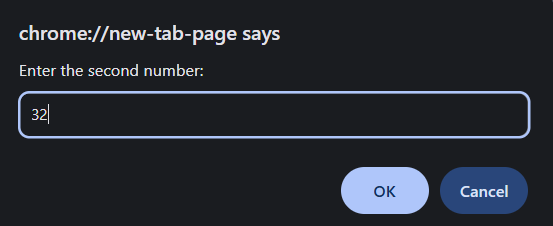 chrome://new-tab-page says
Enter the second number:
32
OK Cancel